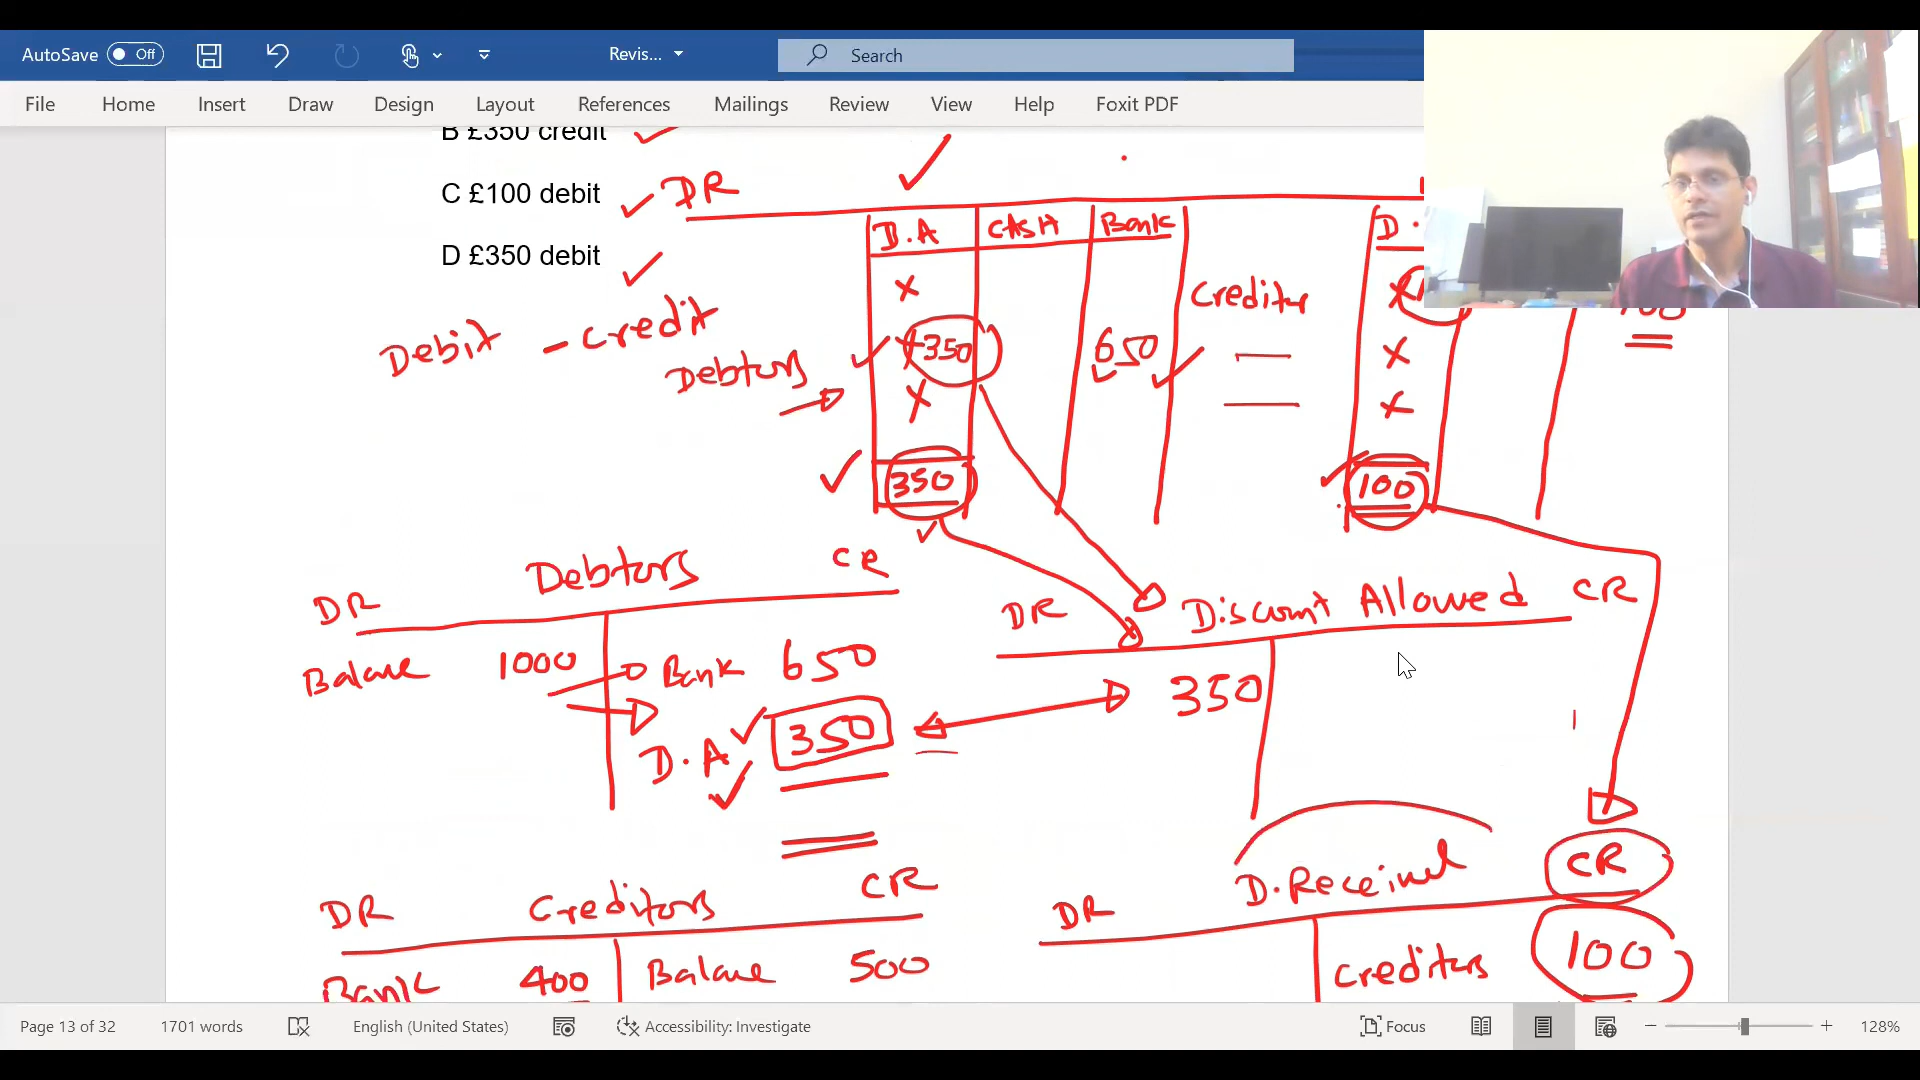 AutoSave Off Revis... Search
File Home Insert Draw Design Layout References Mailings Review View Help Foxit PDF
B £350 credit
C £100 debit
D £350 debit
DR
D.A CASH Bank D.
x
Debit - credit
Debtors 350 650 Creditor
x
x
x
350 100
Debtors CR
DR
Discount Allowed CR
DR
Balance 1000 Bank 650
350
D.A 350
D. Received CR
Creditors CR
DR
DR
Bank 400 Balance 500
Creditors 100
Page 13 of 32 1701 words English (United States) Accessibility: Investigate Focus 128%